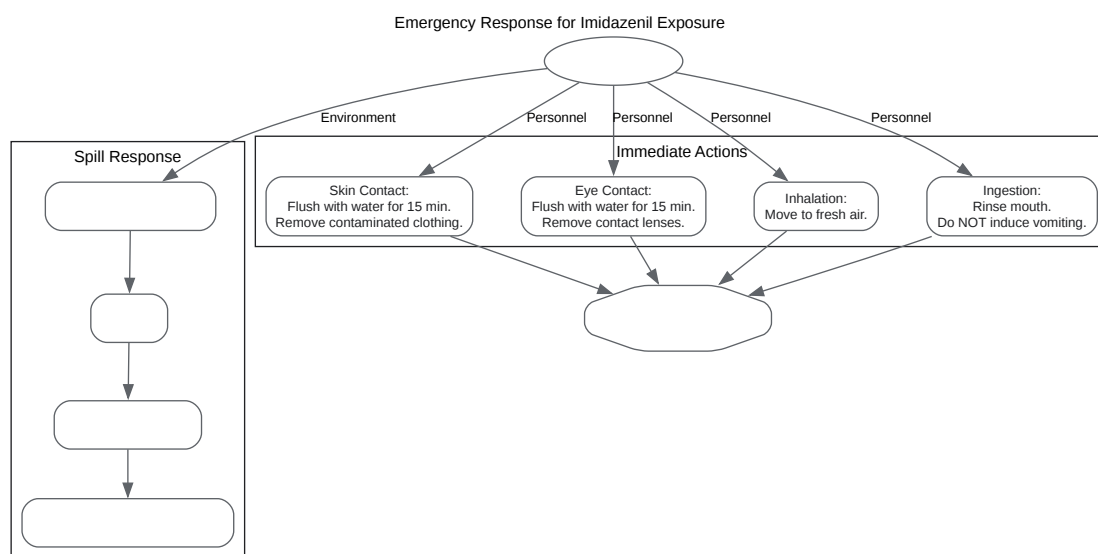 Emergency Response for Imidazenil Exposure
Environment
Personnel
Personnel
Personnel
Personnel
Spill Response
Immediate Actions
Skin Contact:
Flush with water for 15 min.
Remove contaminated clothing.
Eye Contact:
Flush with water for 15 min.
Remove contact lenses.
Inhalation:
Move to fresh air.
Ingestion:
Rinse mouth.
Do NOT induce vomiting.